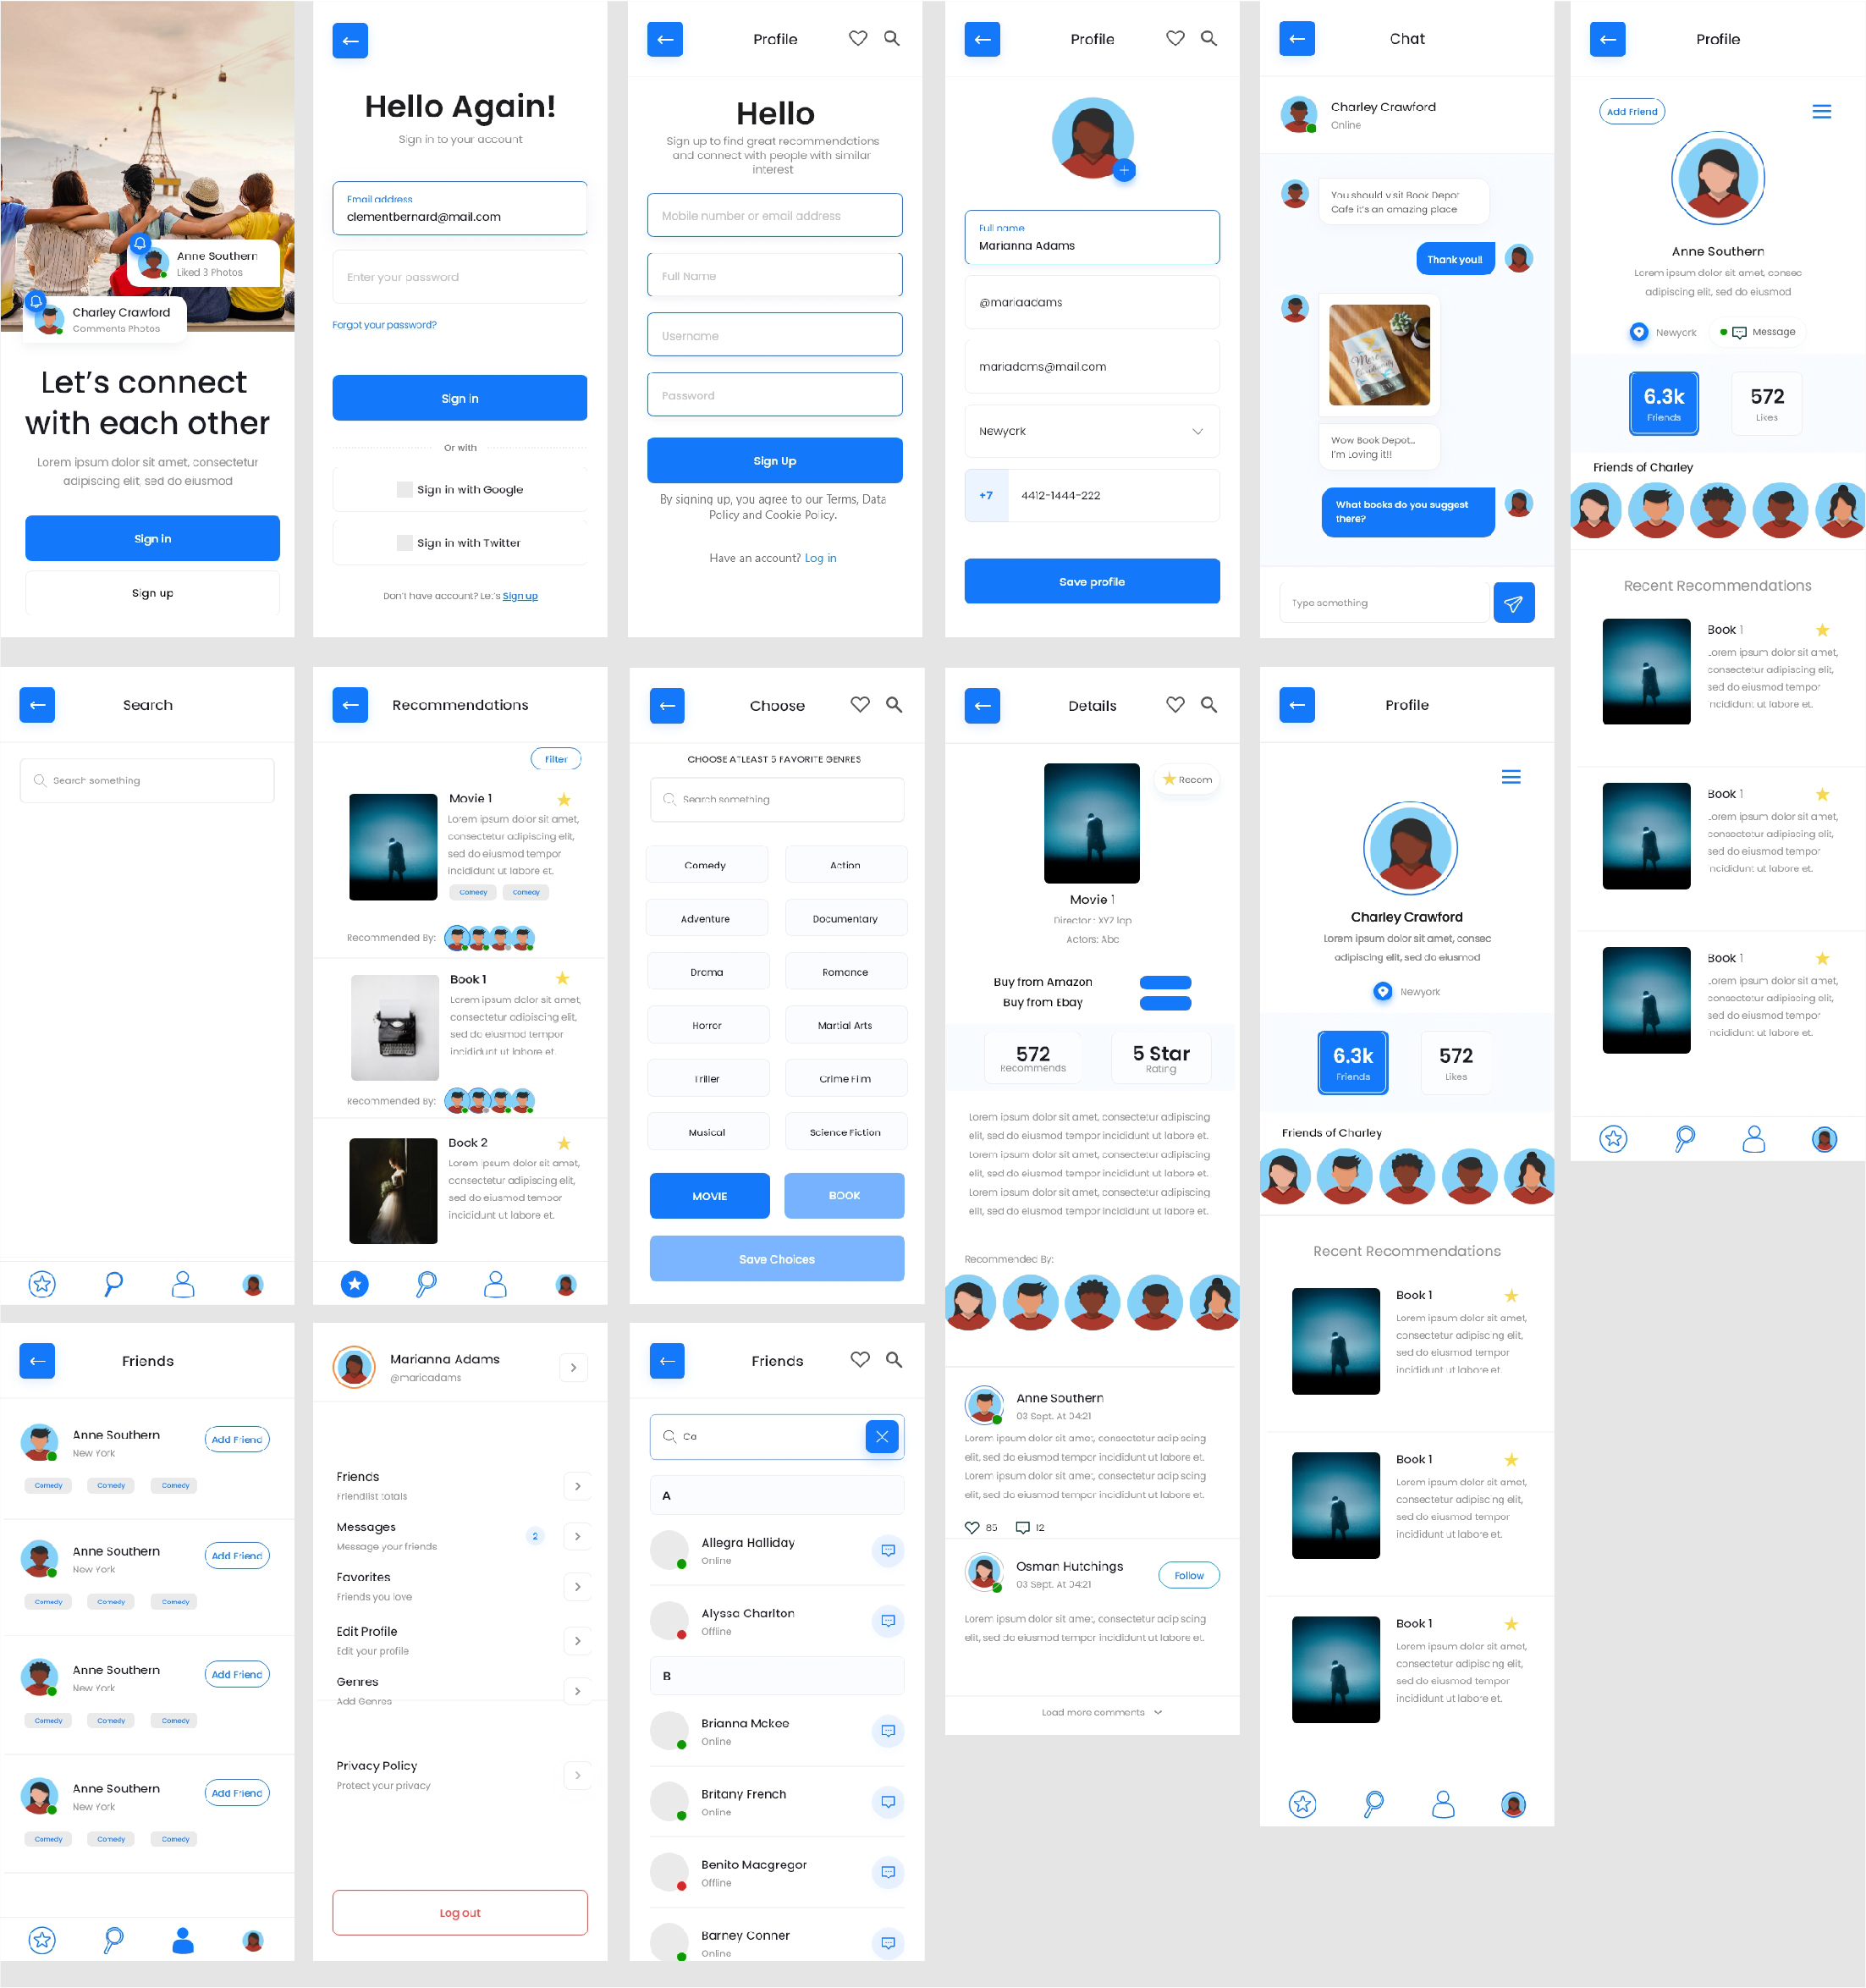 Anne Southern
Liked 3 Photos
Charley Crawford
Comments Photos
Let's connect
with each other
Lorem ipsum dolor sit amet, consectetur
adipiscing elit, sed do eiusmod
Sign in
Sign up
Hello Again!
Sign in to your account
Email address
clementbernard@mail.com
Enter your password
Forgot your password?
Sign in
Or with
Sign in with Google
Sign in with Twitter
Don't have account? Let's Sign up
Profile
Hello
Sign up to find great recommendations
and connect with people with similar
interest
Mobile number or email address
Full Name
Username
Password
Sign Up
By signing up, you agree to our Terms, Data
Policy and Cookie Policy.
Have an account? Log in
Profile
Full name
Marianna Adams
@mariaadams
mariadams@mail.com
Newyork
+7 4412-1444-222
Save profile
Chat
Charley Crawford
Online
You should visit Book Depot
Cafe it's an amazing place
Thank you!!
Wow Book Depot...
I'm Loving it!!
What books do you suggest
there?
Type something
Profile
Add Friend
Anne Southern
Lorem ipsum dolor sit amet, consec
adipiscing elit, sed do eiusmod
Newyork
Message
6.3k
Friends
572
Likes
Friends of Charley
Recent Recommendations
Book 1
Lorem ipsum dolor sit amet,
consectetur adipiscing elit,
sed do eiusmod tempor
incididunt ut labore et.
Book 1
Lorem ipsum dolor sit amet,
consectetur adipiscing elit,
sed do eiusmod tempor
incididunt ut labore et.
Book 1
Lorem ipsum dolor sit amet,
consectetur adipiscing elit,
sed do eiusmod tempor
incididunt ut labore et.
Search
Search something
Recommendations
Filter
Movie 1
Lorem ipsum dolor sit amet,
consectetur adipiscing elit,
sed do eiusmod tempor
incididunt ut labore et.
Comedy Comedy
Recommended By:
Book 1
Lorem ipsum dolor sit amet,
consectetur adipiscing elit,
sed do eiusmod tempor
incididunt ut labore et.
Recommended By:
Book 2
Lorem ipsum dolor sit amet,
consectetur adipiscing elit,
sed do eiusmod tempor
incididunt ut labore et.
Choose
CHOOSE ATLEAST 5 FAVORITE GENRES
Search something
Comedy Action
Adventure Documentary
Drama Romance
Horror Martial Arts
Triller Crime Film
Musical Science Fiction
MOVIE BOOK
Save Choices
Details
Recom
Movie 1
Director : XYZ lqp
Actors: Abc
Buy from Amazon
Buy from Ebay
572
Recommends
5 Star
Rating
Lorem ipsum dolor sit amet, consectetur adipiscing
elit, sed do eiusmod tempor incididunt ut labore et.
Lorem ipsum dolor sit amet, consectetur adipiscing
elit, sed do eiusmod tempor incididunt ut labore et.
Lorem ipsum dolor sit amet, consectetur adipiscing
elit, sed do eiusmod tempor incididunt ut labore et.
Recommended By:
Anne Southern
03 Sept. At 04:21
Lorem ipsum dolor sit amet, consectetur adipiscing
elit, sed do eiusmod tempor incididunt ut labore et.
Lorem ipsum dolor sit amet, consectetur adipiscing
elit, sed do eiusmod tempor incididunt ut labore et.
85 12
Osman Hutchings
03 Sept. At 04:21
Follow
Lorem ipsum dolor sit amet, consectetur adipiscing
elit, sed do eiusmod tempor incididunt ut labore et.
Load more comments
Profile
Charley Crawford
Lorem ipsum dolor sit amet, consec
adipiscing elit, sed do eiusmod
Newyork
6.3k
Friends
572
Likes
Friends of Charley
Recent Recommendations
Book 1
Lorem ipsum dolor sit amet,
consectetur adipiscing elit,
sed do eiusmod tempor
incididunt ut labore et.
Book 1
Lorem ipsum dolor sit amet,
consectetur adipiscing elit,
sed do eiusmod tempor
incididunt ut labore et.
Book 1
Lorem ipsum dolor sit amet,
consectetur adipiscing elit,
sed do eiusmod tempor
incididunt ut labore et.
Friends
Anne Southern
New York
Add Friend
Comedy Comedy Comedy
Anne Southern
New York
Add Friend
Comedy Comedy Comedy
Anne Southern
New York
Add Friend
Comedy Comedy Comedy
Anne Southern
New York
Add Friend
Comedy Comedy Comedy
Marianna Adams
@mariaadams
Friends
Friendlist totals
Messages
Message your friends
2
Favorites
Friends you love
Edit Profile
Edit your profile
Genres
Add Genres
Privacy Policy
Protect your privacy
Log out
Friends
Ca
A
Allegra Halliday
Online
Alyssa Charlton
Offline
B
Brianna Mckee
Online
Britany French
Online
Benito Macgregor
Offline
Barney Conner
Online